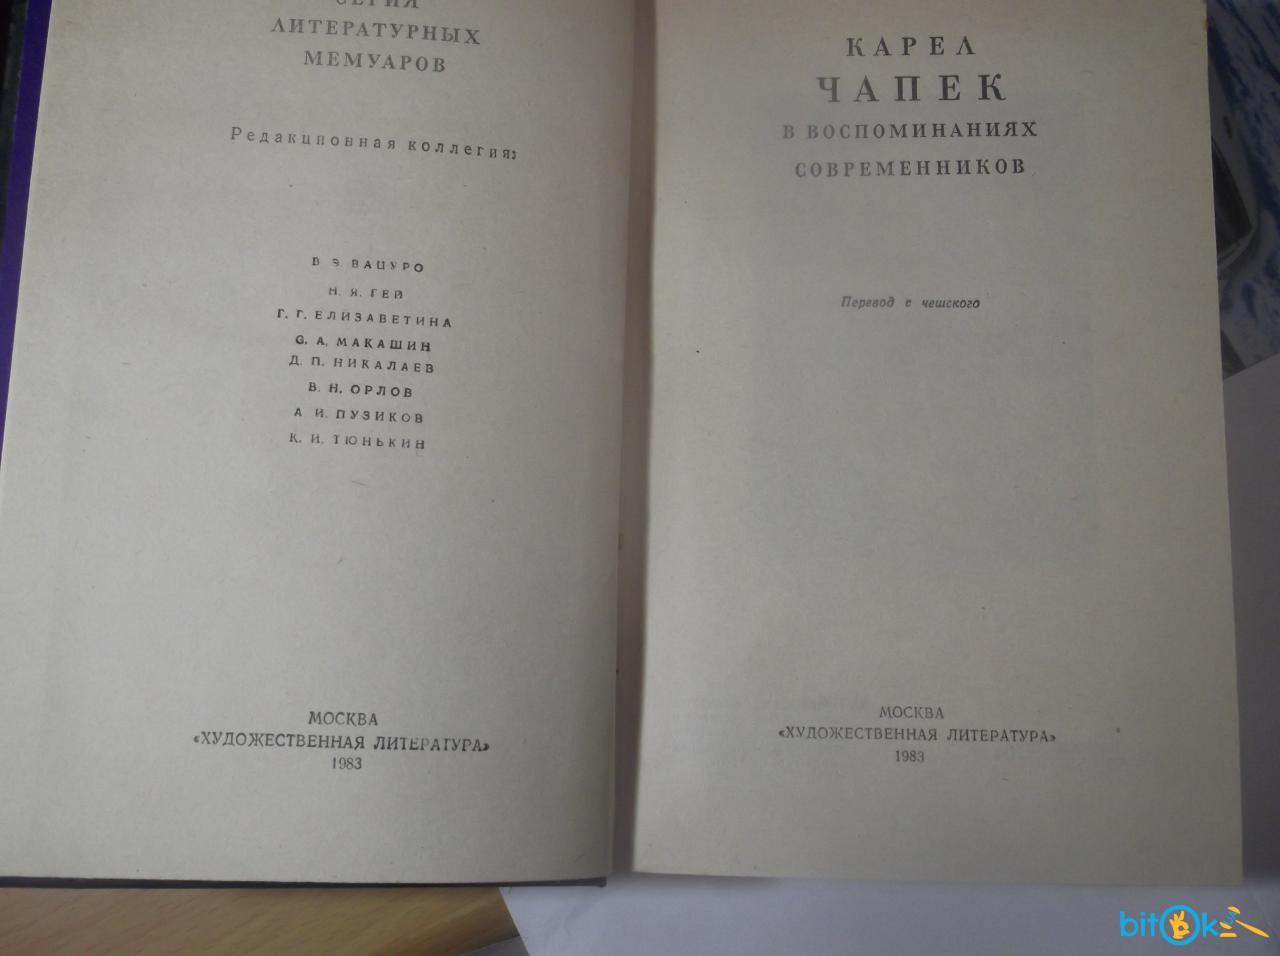 СЕРИЯ
ЛИТЕРАТУРНЫХ
МЕМУАРОВ
Редакционная коллегия:
В. Э. ВАЦУРО
Н. Я. ГЕЙ
Г. Г. ЕЛИЗАВЕТИНА
С. А. МАКАШИН
Д. П. НИКАЛАЕВ
В. Н. ОРЛОВ
А. И. ПУЗИКОВ
К. И. ТЮНЬКИН
МОСКВА
«ХУДОЖЕСТВЕННАЯ ЛИТЕРАТУРА»
1983
КАРЕЛ
ЧАПЕК
В ВОСПОМИНАНИЯХ
СОВРЕМЕННИКОВ
Перевод с чешского
МОСКВА
«ХУДОЖЕСТВЕННАЯ ЛИТЕРАТУРА»
1983
bitok